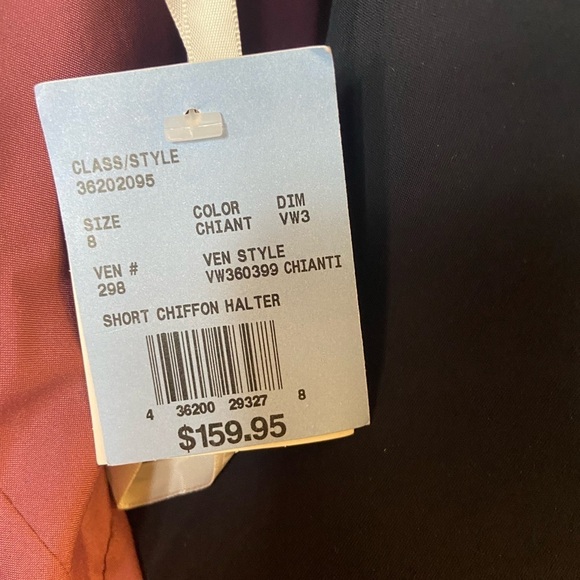 CLASS/STYLE
36202095
SIZE COLOR DIM
8 CHIANT VW3
VEN # VEN STYLE
298 VW360399 CHIANTI
SHORT CHIFFON HALTER
4 36200 29327 8
$159.95